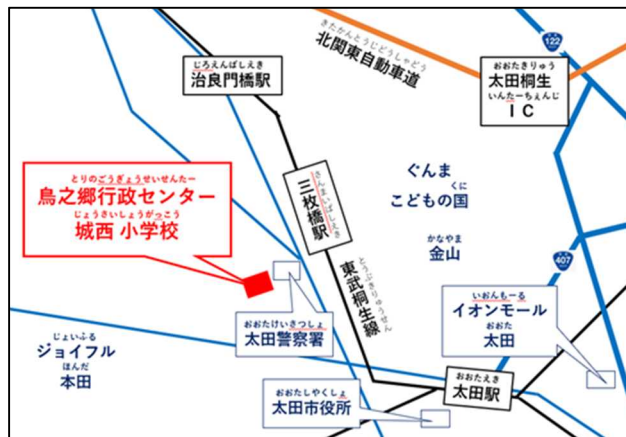 きたかんとうじどうしゃどう
北関東自動車道
122
おおたきりゅう
太田桐生
いんたーちぇんじ
IC
じろえんばしえき
治良門橋駅
とりのごうぎょうせいせんたー
鳥之郷行政センター
じょうさいしょうがっこう
城西小学校
さんまいばしえき
三枚橋駅
ぐんま
くに
こどもの国
かなやま
金山
407
とうぶきりゅうせん
東武桐生線
おおたけいさつしょ
太田警察署
いおんもーる
イオンモール
おおた
太田
じょいふる
ジョイフル
ほんだ
本田
おおたえき
太田駅
おおたしやくしょ
太田市役所